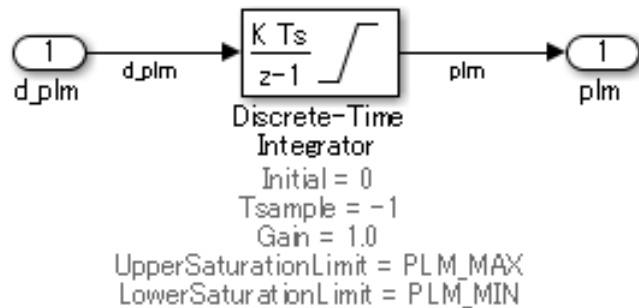 1
d_plm
d_plm
K Ts
z-1
plm
1
plm
Discrete-Time
Integrator
Initial = 0
Tsample = -1
Gain = 1.0
UpperSaturationLimit = PLM_MAX
LowerSaturationLimit = PLM_MIN